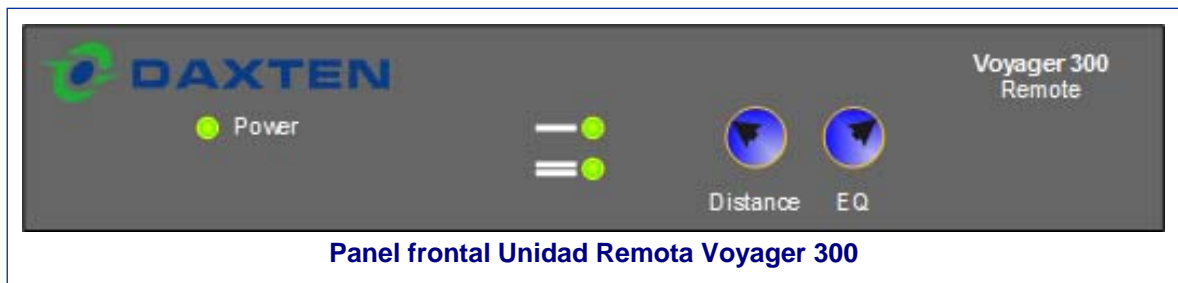 DAXTEN
Voyager 300
Remote
Power
Distance
EQ
Panel frontal Unidad Remota Voyager 300